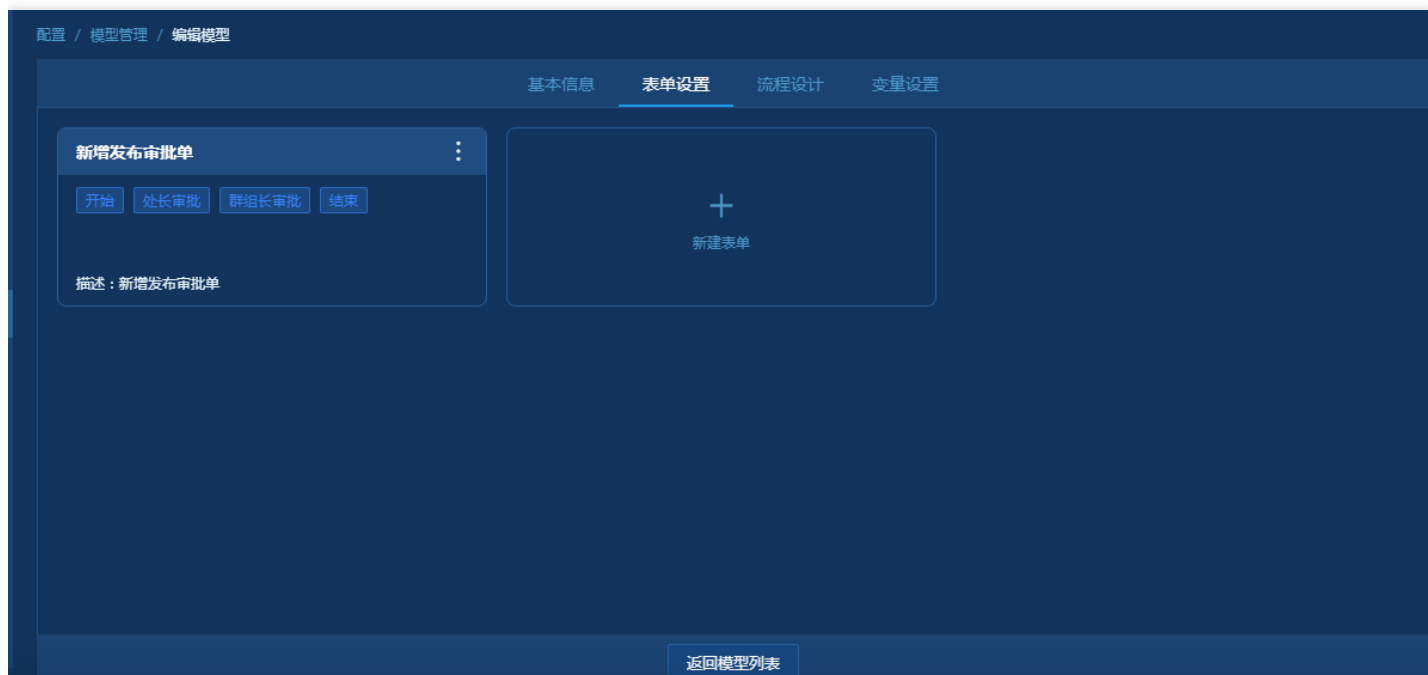 配置 / 模型管理 / 编辑模型
基本信息 表单设置 流程设计 变量设置
新增发布审批单
开始 处长审批 群组长审批 结束
描述：新增发布审批单
新建表单
返回模型列表